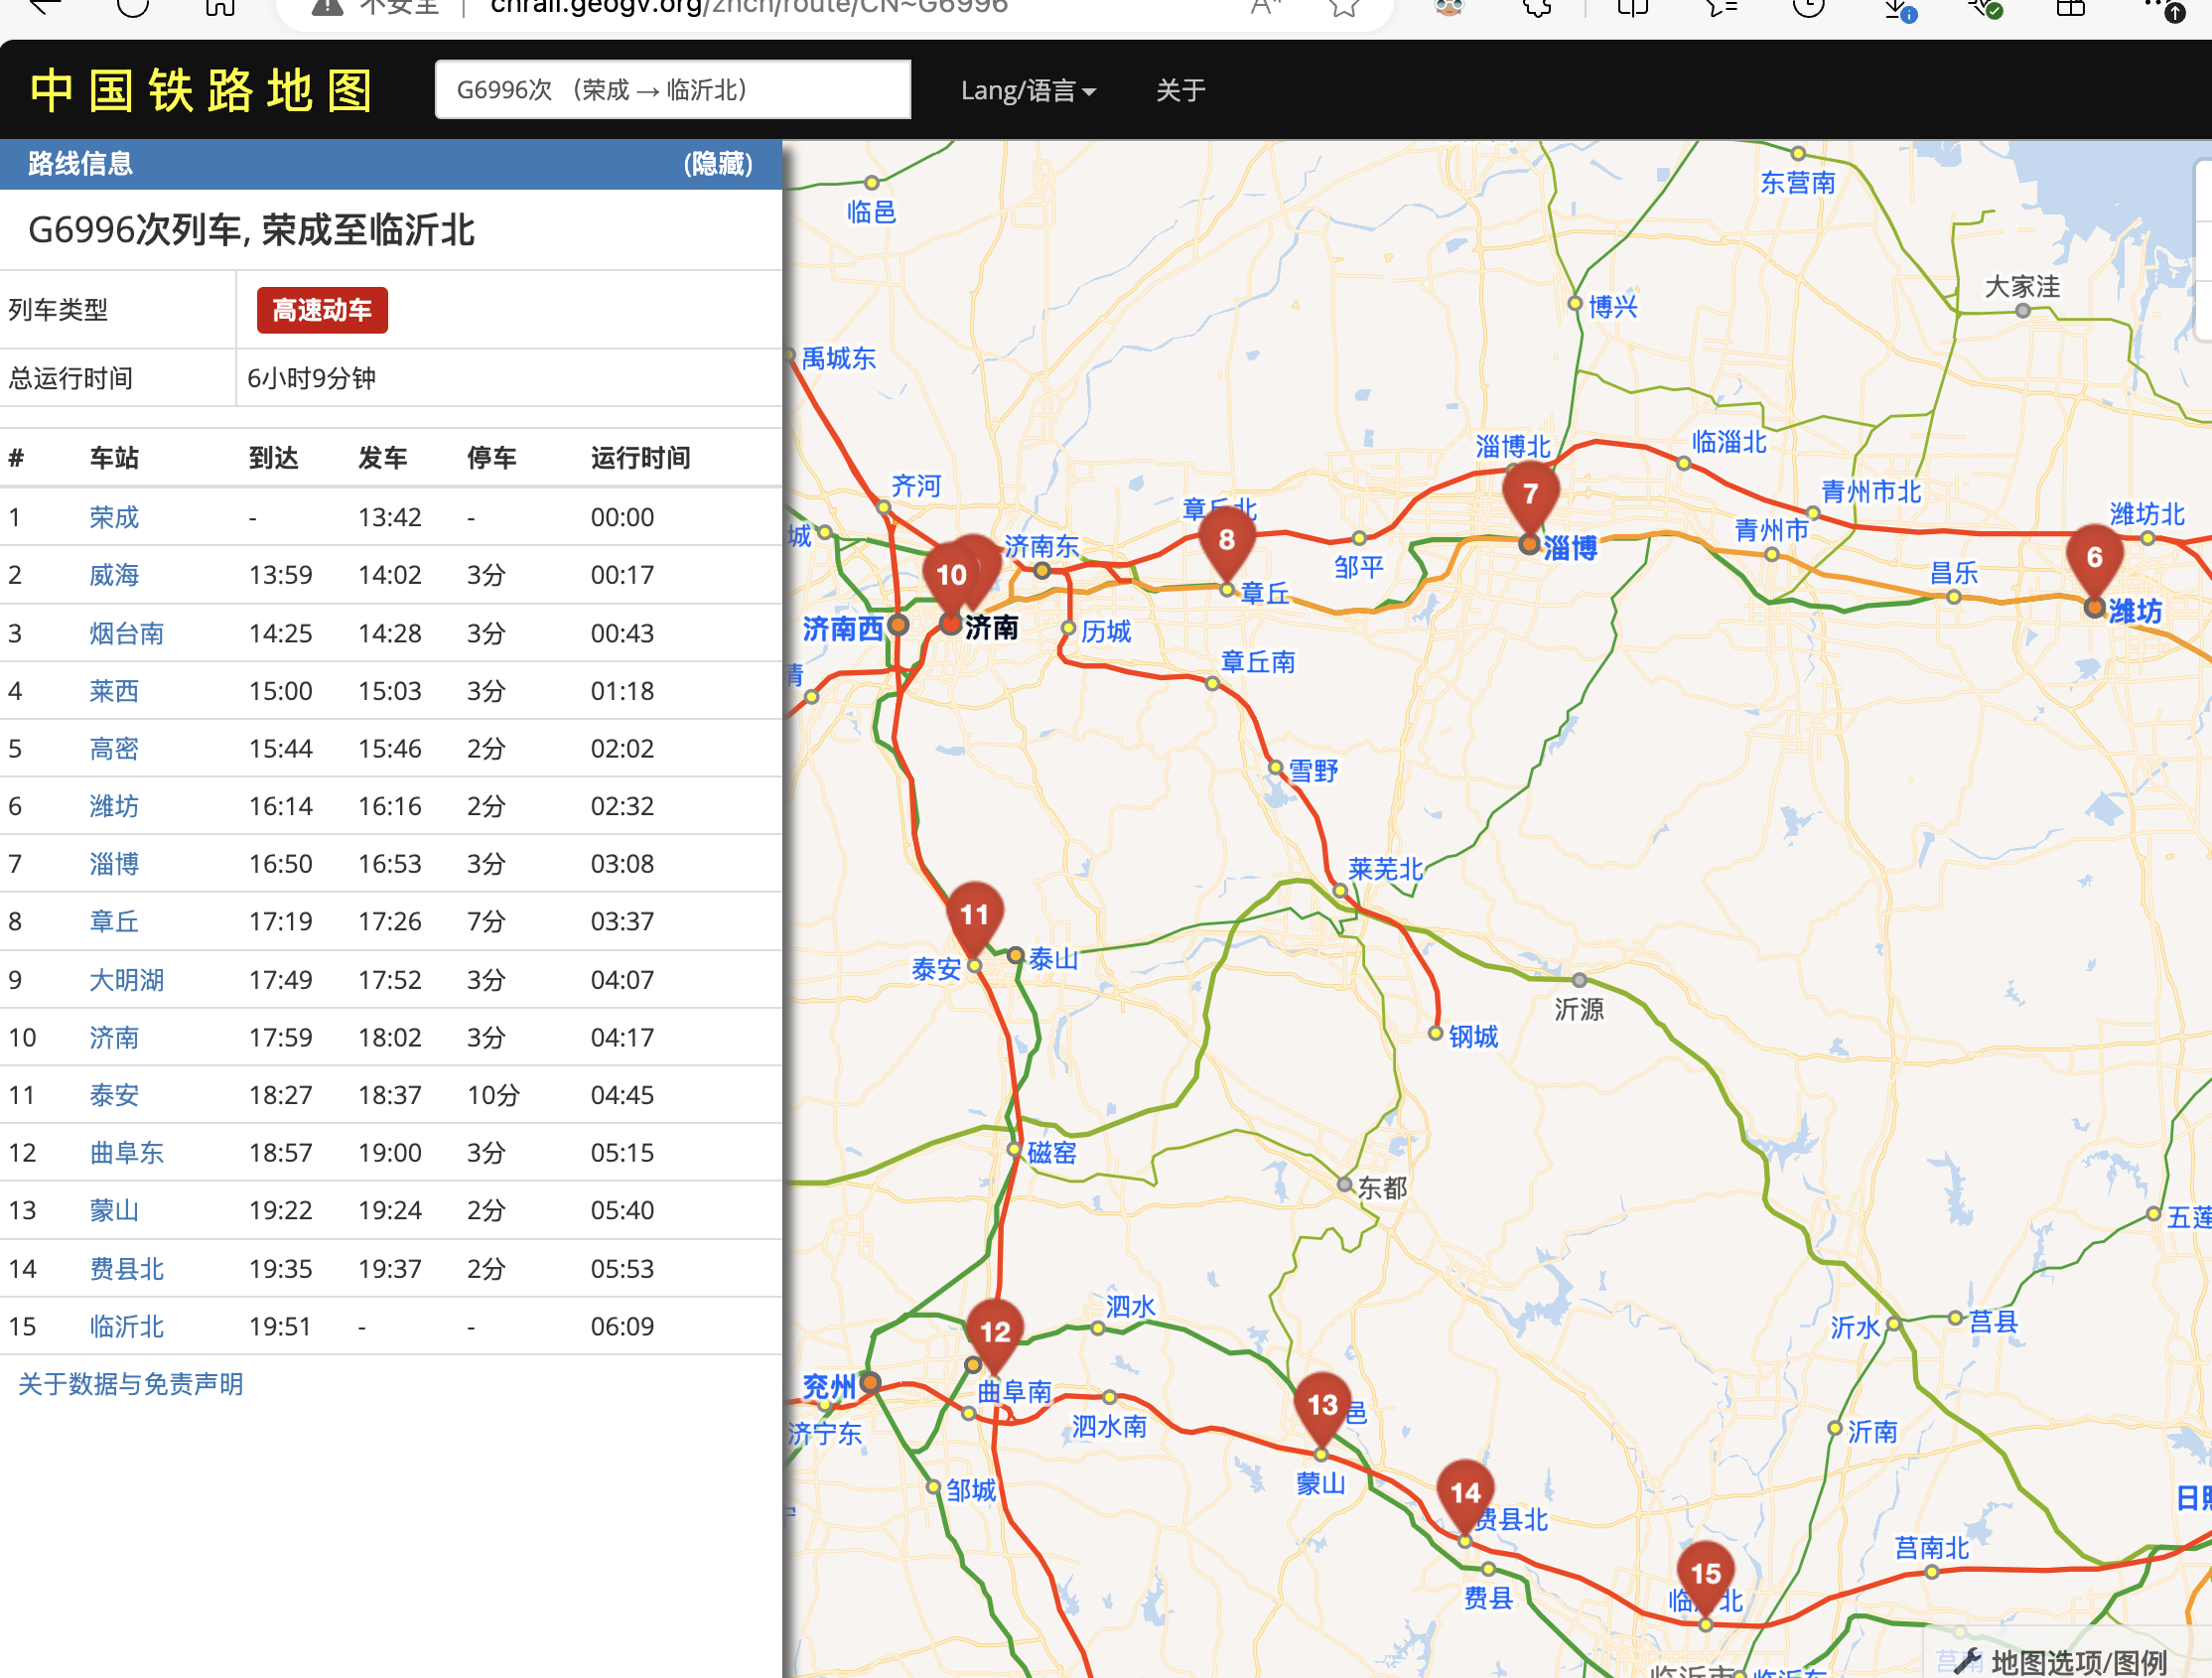 不安全 | chrail.geogv.org/zhcn/route/CN~G6996
中国铁路地图
G6996次 （荣成→临沂北）
Lang/语言
关于
路线信息 (隐藏)
G6996次列车, 荣成至临沂北
列车类型 高速动车
总运行时间 6小时9分钟
# 车站 到达 发车 停车 运行时间
1 荣成 - 13:42 - 00:00
2 威海 13:59 14:02 3分 00:17
3 烟台南 14:25 14:28 3分 00:43
4 莱西 15:00 15:03 3分 01:18
5 高密 15:44 15:46 2分 02:02
6 潍坊 16:14 16:16 2分 02:32
7 淄博 16:50 16:53 3分 03:08
8 章丘 17:19 17:26 7分 03:37
9 大明湖 17:49 17:52 3分 04:07
10 济南 17:59 18:02 3分 04:17
11 泰安 18:27 18:37 10分 04:45
12 曲阜东 18:57 19:00 3分 05:15
13 蒙山 19:22 19:24 2分 05:40
14 费县北 19:35 19:37 2分 05:53
15 临沂北 19:51 - - 06:09
关于数据与免责声明
东营南
临邑
大家洼
博兴
禹城东
淄博北
临淄北
齐河
青州市北
7
章丘北
潍坊北
城
济南东
8
青州市
6
淄博
邹平
10
昌乐
章丘
潍坊
济南西
济南
历城
章丘南
青
雪野
莱芜北
11
泰安
泰山
沂源
钢城
磁窑
东都
五莲
泗水
沂水
莒县
12
兖州
曲阜南
13
邑
济宁东
泗水南
沂南
蒙山
邹城
14
日照
费县北
莒南北
15
费县
临沂北
地图选项/图例
临沂东